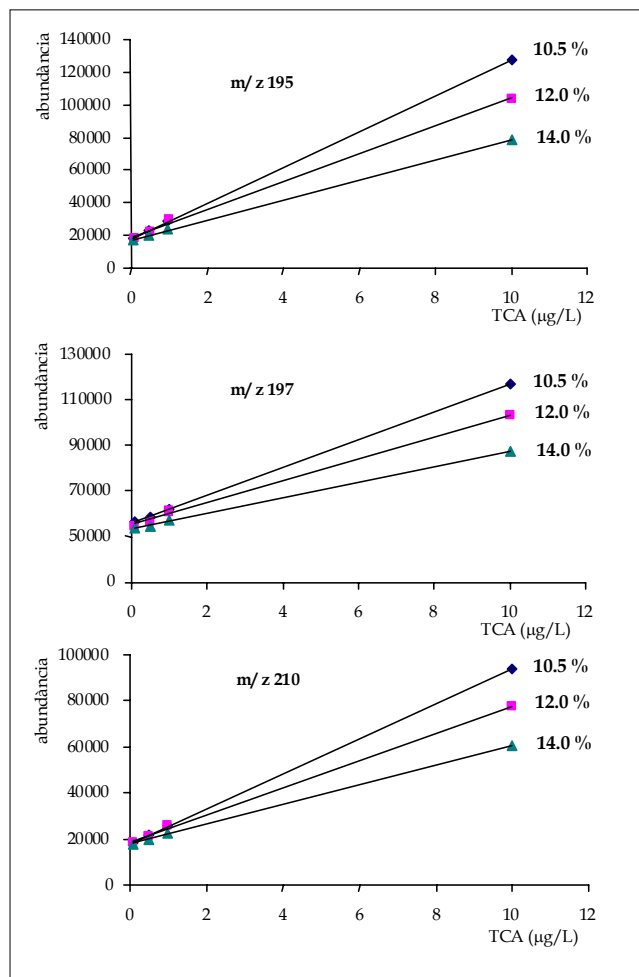 abundància
140000
120000
100000
80000
60000
40000
20000
0
m/z 195
10.5 %
12.0 %
14.0 %
0 2 4 6 8 10 12
TCA (µg/L)
abundància
130000
110000
90000
70000
50000
0
m/z 197
10.5 %
12.0 %
14.0 %
0 2 4 6 8 10 12
TCA (µg/L)
abundància
100000
80000
60000
40000
20000
0
m/z 210
10.5 %
12.0 %
14.0 %
0 2 4 6 8 10 12
TCA (µg/L)